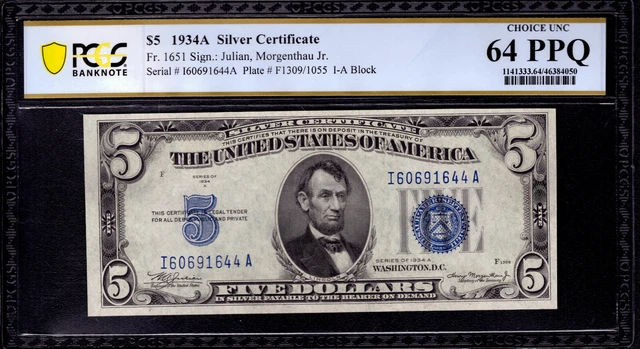 PCGS
BANKNOTE
$5 1934A Silver Certificate
Fr. 1651 Sign.: Julian, Morgenthau Jr.
Serial # I60691644A Plate # F1309/1055 I-A Block
CHOICE UNC
64 PPQ
1141333.64/46384050
5
SILVER CERTIFICATE
5
THIS CERTIFIES THAT THERE IS ON DEPOSIT IN THE TREASURY OF
THE UNITED STATES OF AMERICA
F
SERIES OF
1934
A
I60691644 A
THIS CERTIFICATE IS LEGAL TENDER
FOR ALL DEBTS PUBLIC AND PRIVATE
5
FIVE
I60691644 A
SERIES OF 1934 A
WASHINGTON, D.C.
F 1309
5
FIVE DOLLARS
5
IN SILVER PAYABLE TO THE BEARER ON DEMAND